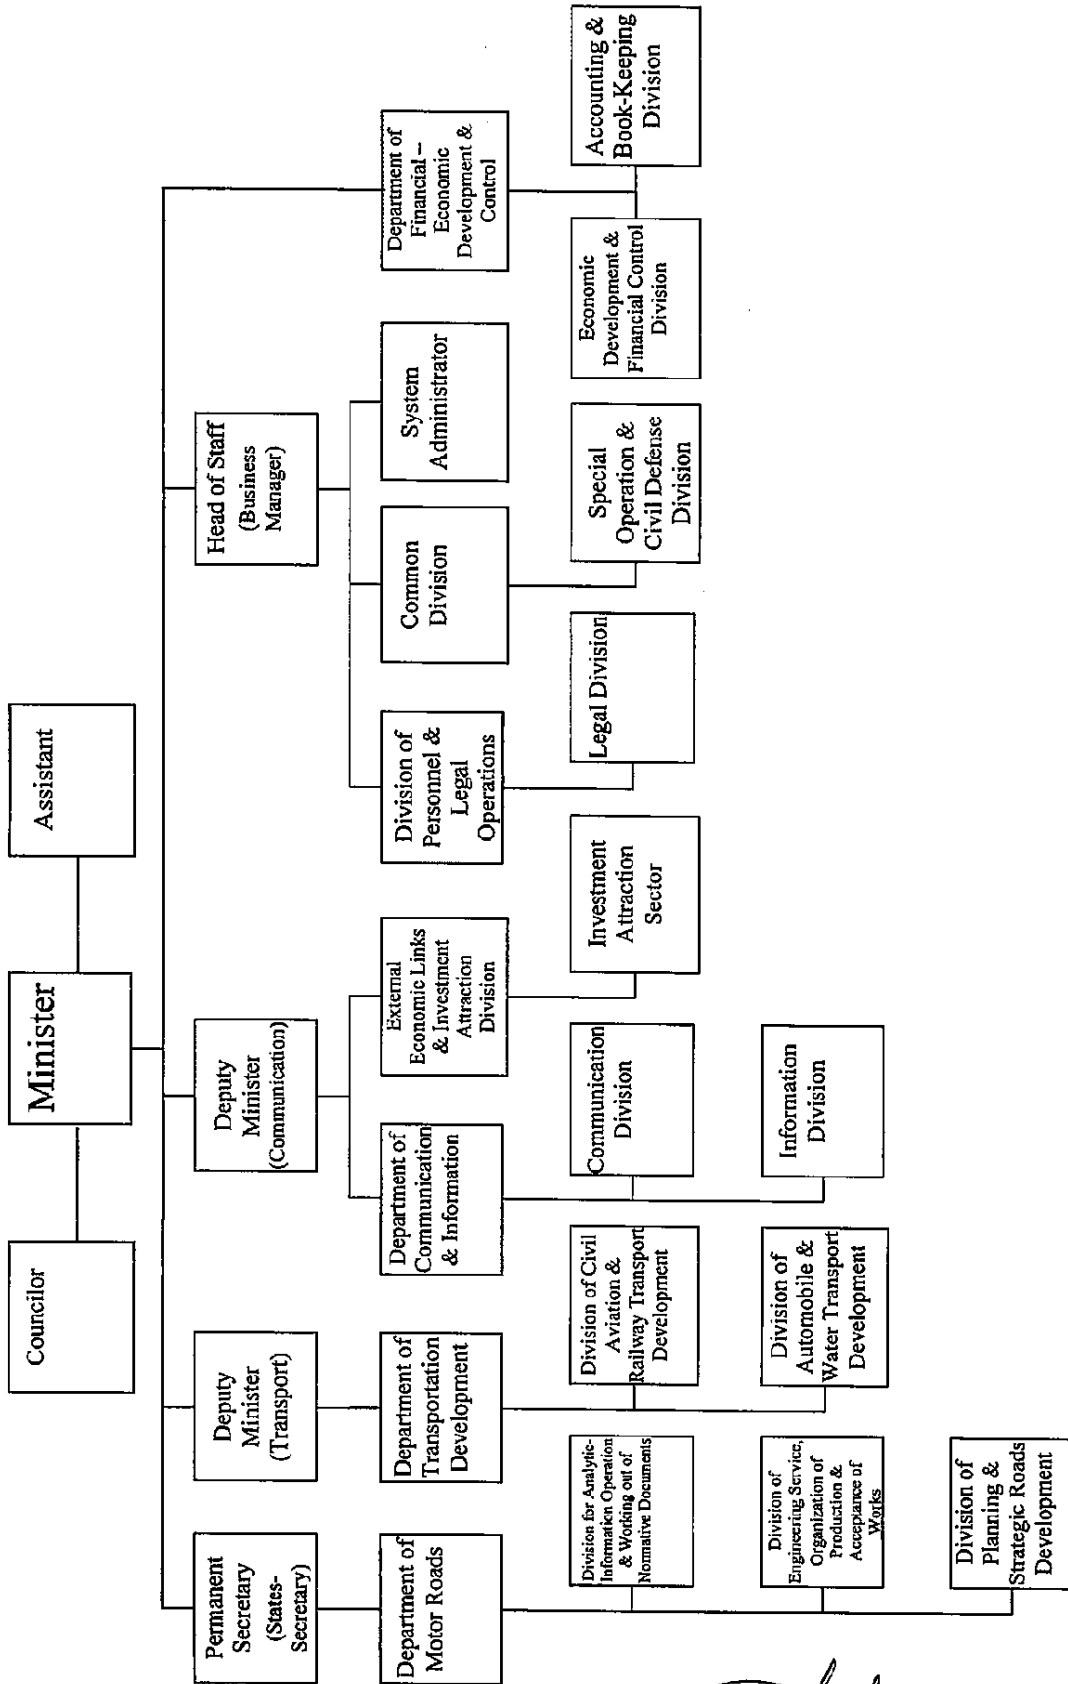 Councilor
Minister
Assistant
Permanent
Secretary
(States-
Secretary)
Deputy
Minister
(Transport)
Deputy
Minister
(Communication)
Head of Staff
(Business
Manager)
Department of
Motor Roads
Department of
Transportation
Development
Department of
Communication
& Information
External
Economic Links
& Investment
Attraction
Division
Division of
Personnel &
Legal
Operations
Common
Division
System
Administrator
Department of
Financial –
Economic
Development &
Control
Division for Analytic-
Information Operation
& Working out of
Normative Documents
Division of Civil
Aviation &
Railway Transport
Development
Communication
Division
Investment
Attraction
Sector
Legal Division
Special
Operation &
Civil Defense
Division
Economic
Development &
Financial Control
Division
Accounting &
Book-Keeping
Division
Division of
Engineering Service,
Organization of
Production &
Acceptance of
Works
Division of
Automobile &
Water Transport
Development
Information
Division
Division of
Planning &
Strategic Roads
Development